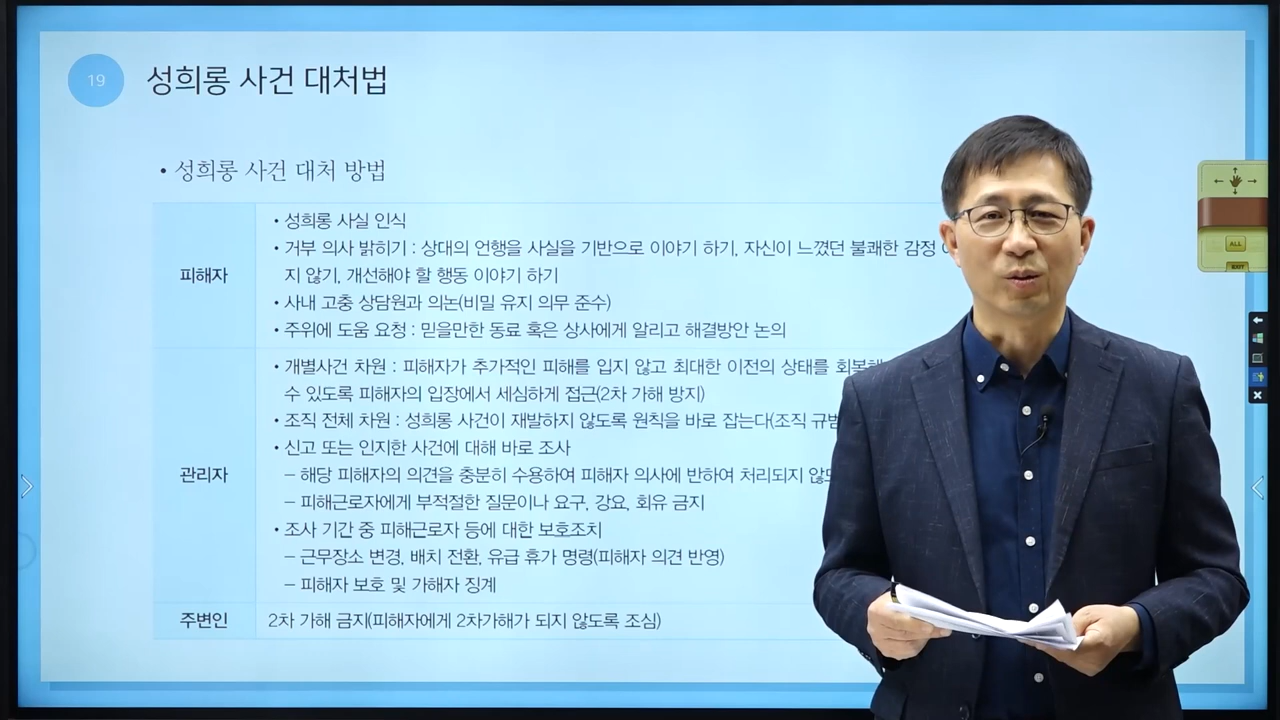 19
성희롱 사건 대처법
• 성희롱 사건 대처 방법
피해자
• 성희롱 사실 인식
• 거부 의사 밝히기 : 상대의 언행을 사실을 기반으로 이야기 하기, 자신이 느꼈던 불쾌한 감정
지 않기, 개선해야 할 행동 이야기 하기
• 사내 고충 상담원과 의논(비밀 유지 의무 준수)
• 주위에 도움 요청 : 믿을만한 동료 혹은 상사에게 알리고 해결방안 논의
관리자
• 개별사건 차원 : 피해자가 추가적인 피해를 입지 않고 최대한 이전의 상태를
수 있도록 피해자의 입장에서 세심하게 접근(2차 가해 방지)
• 조직 전체 차원 : 성희롱 사건이 재발하지 않도록 원칙을 바로 잡는다(조직
• 신고 또는 인지한 사건에 대해 바로 조사
– 해당 피해자의 의견을 충분히 수용하여 피해자 의사에 반하여 처리되지
– 피해근로자에게 부적절한 질문이나 요구, 강요, 회유 금지
• 조사 기간 중 피해근로자 등에 대한 보호조치
– 근무장소 변경, 배치 전환, 유급 휴가 명령(피해자 의견 반영)
– 피해자 보호 및 가해자 징계
주변인
2차 가해 금지(피해자에게 2차가해가 되지 않도록 조심)
ALL
EXIT